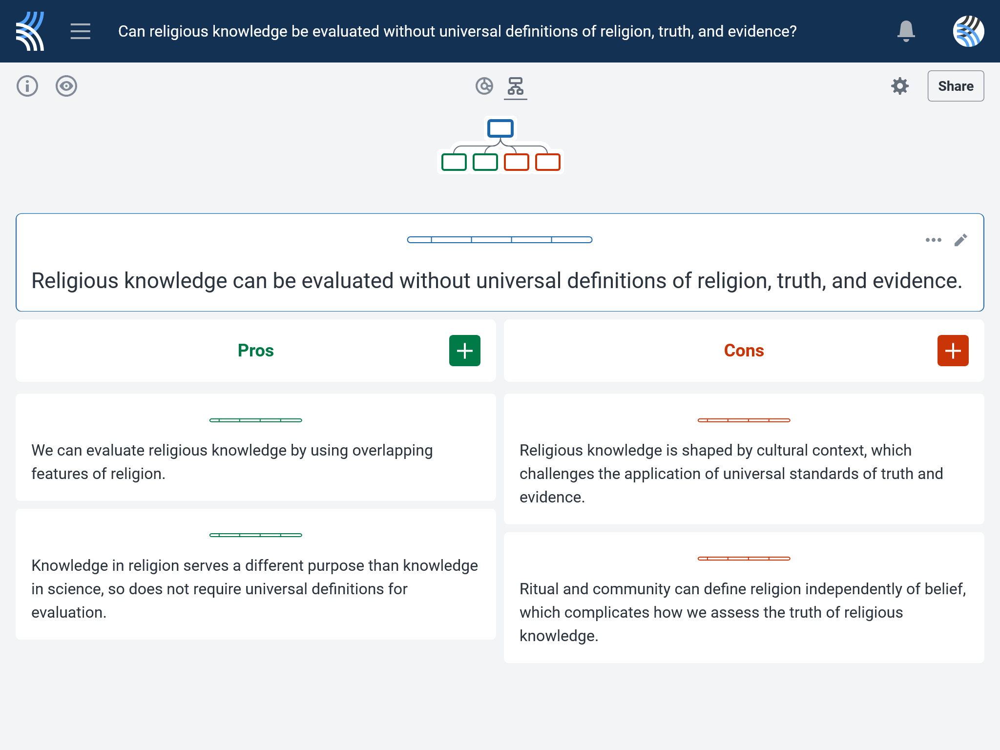 Can religious knowledge be evaluated without universal definitions of religion, truth, and evidence?
Share
Religious knowledge can be evaluated without universal definitions of religion, truth, and evidence.
Pros
Cons
We can evaluate religious knowledge by using overlapping
features of religion.
Knowledge in religion serves a different purpose than knowledge
in science, so does not require universal definitions for
evaluation.
Religious knowledge is shaped by cultural context, which
challenges the application of universal standards of truth and
evidence.
Ritual and community can define religion independently of belief,
which complicates how we assess the truth of religious
knowledge.